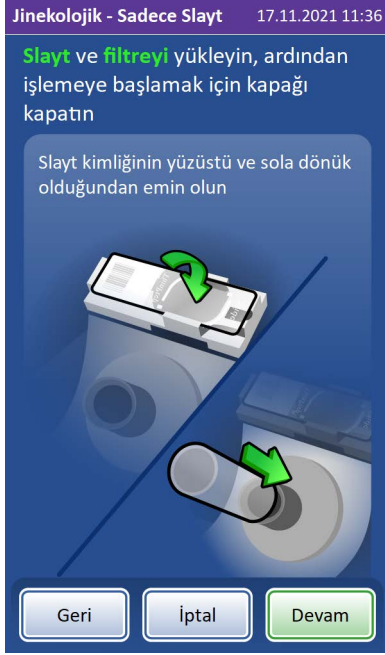 Jinekolojik - Sadece Slayt 17.11.2021 11:36
Slayt ve filtreyi yükleyin, ardından
işlemeye başlamak için kapağı
kapatın
Slayt kimliğinin yüzüstü ve sola dönük
olduğundan emin olun
Geri İptal Devam